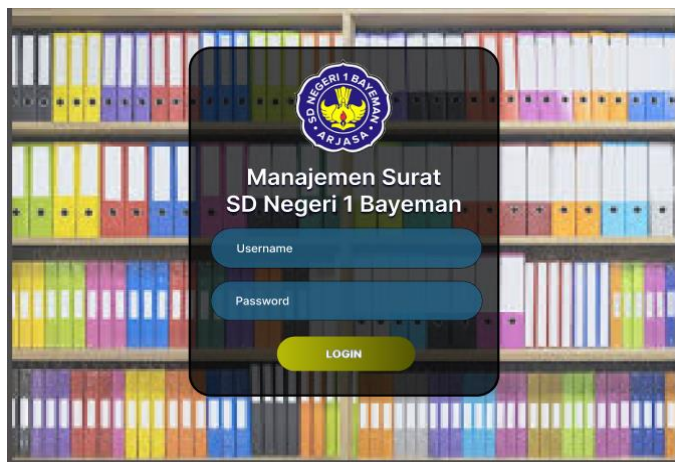 SD NEGERI 1 BAYEMAN
ARJASA
Manajemen Surat
SD Negeri 1 Bayeman
Username
Password
LOGIN